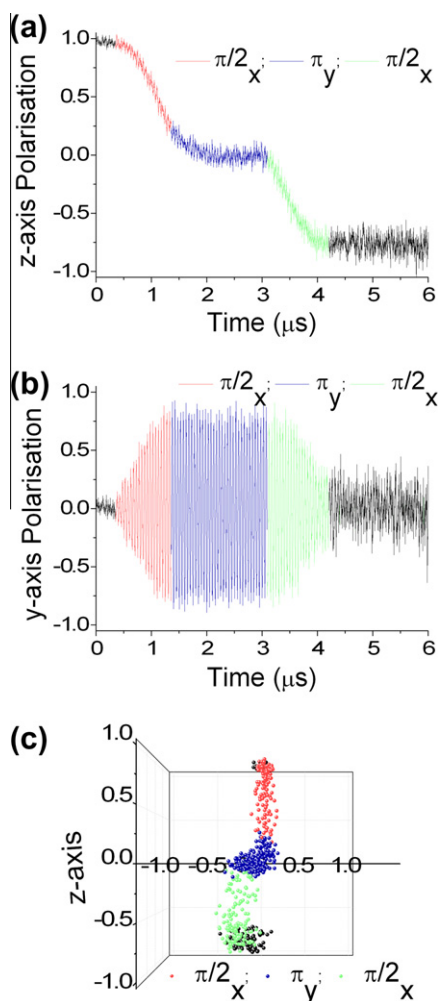 (a)
1.0
0.5
0.0
-0.5
-1.0
z-axis Polarisation
π/2x; πy; π/2x
0 1 2 3 4 5 6
Time (μs)
(b)
1.0
0.5
0.0
-0.5
-1.0
y-axis Polarisation
π/2x; πy; π/2x
0 1 2 3 4 5 6
Time (μs)
(c)
1.0
0.5
0.0
-0.5
-1.0
z-axis
-1.0 -0.5 0.5 1.0
π/2x; πy; π/2x